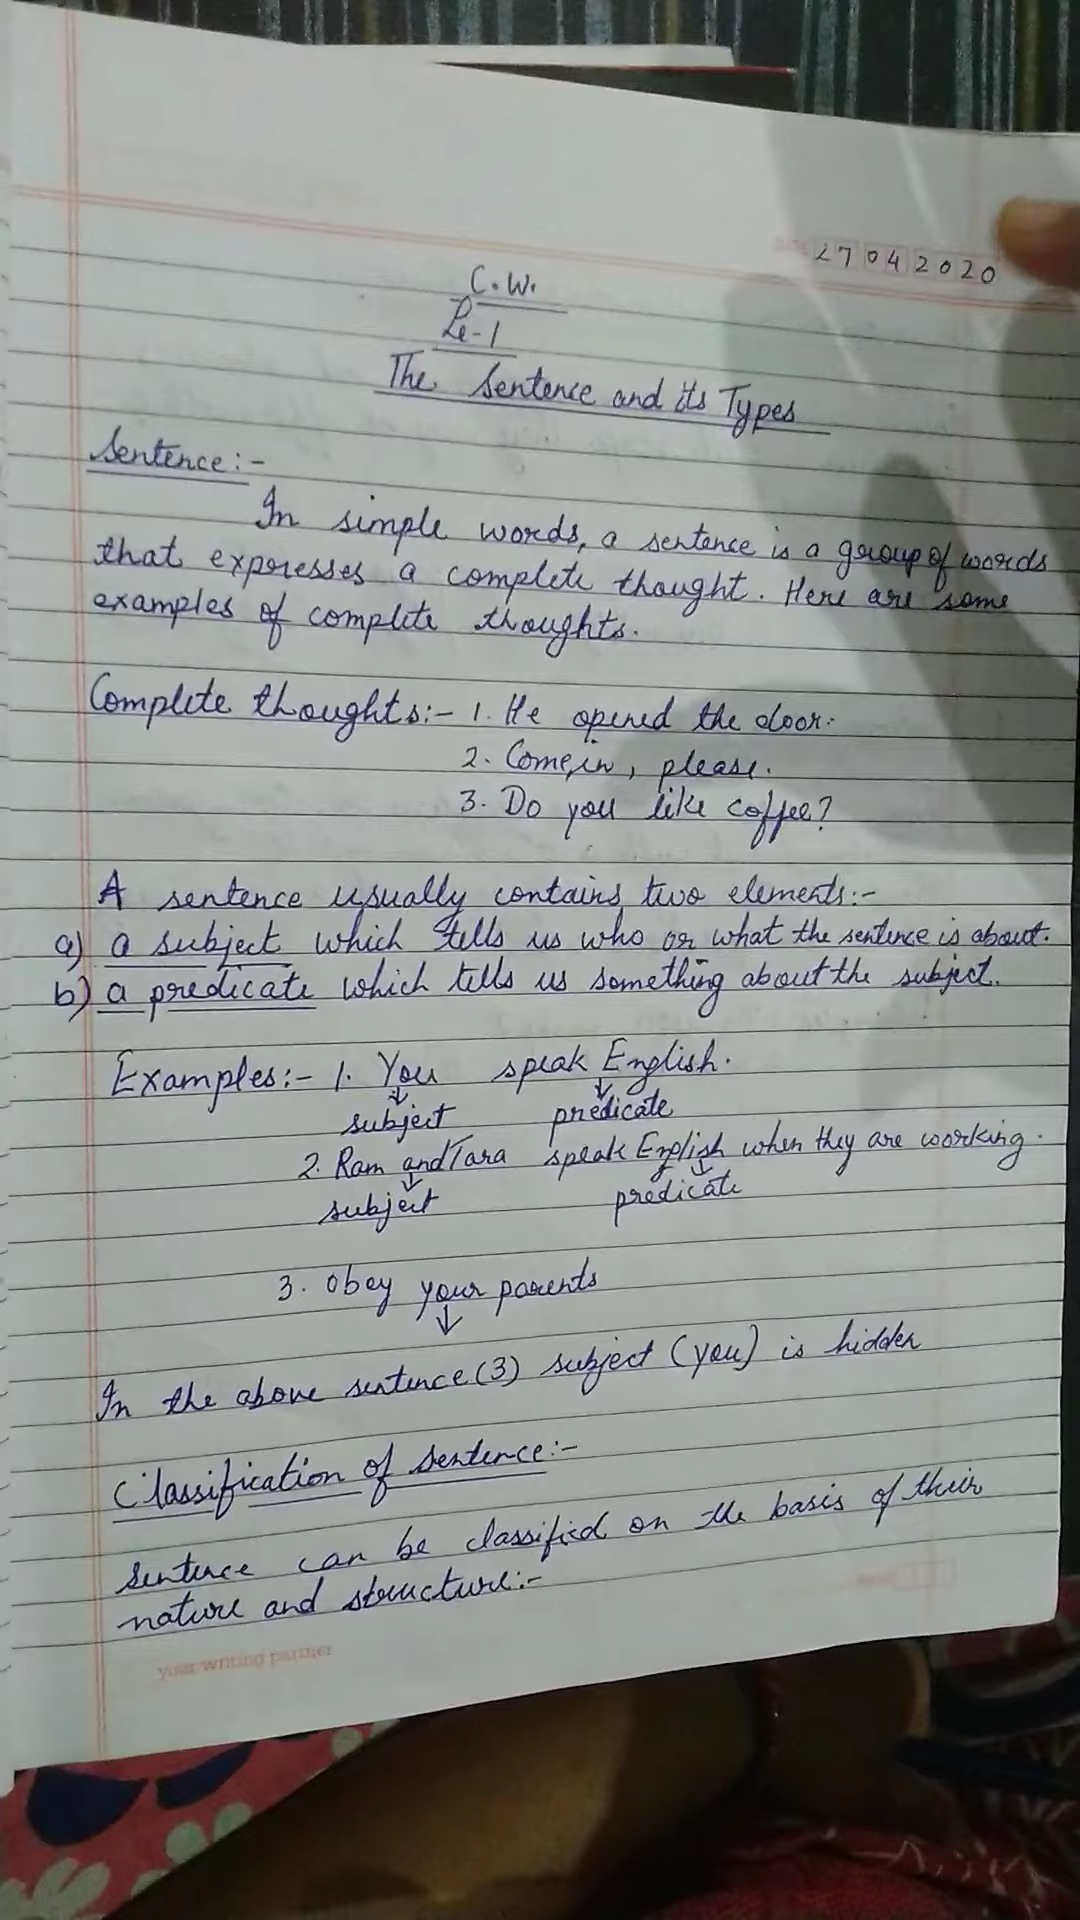 27042020
C.W.
Le-1
The Sentence and its Types
Sentence:-
In simple words, a sentence is a group of words
that expresses a complete thought. Here are some
examples of complete thoughts.
Complete thoughts:- 1. He opened the door.
2. Come in, please.
3. Do you like coffee?
A sentence usually contains two elements:-
a) a subject which tells us who or what the sentence is about.
b) a predicate which tells us something about the subject.
Examples:- 1. You speak English.
↓ ↓
subject predicate
2. Ram and Tara speak English when they are working.
↓ ↓
subject predicate
3. Obey your parents
↓
In the above sentence (3) subject (you) is hidden
Classification of sentence:-
Sentence can be classified on the basis of their
nature and structure:-
your writing partner